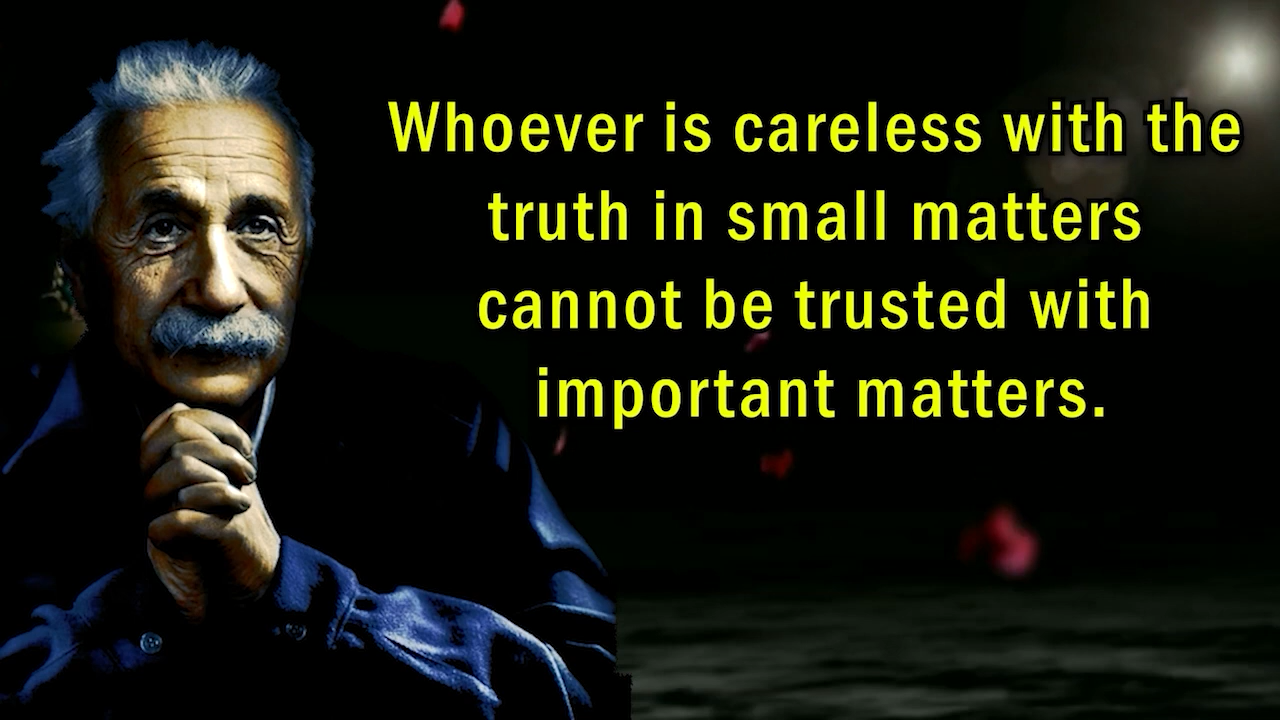 Whoever is careless with the
truth in small matters
cannot be trusted with
important matters.